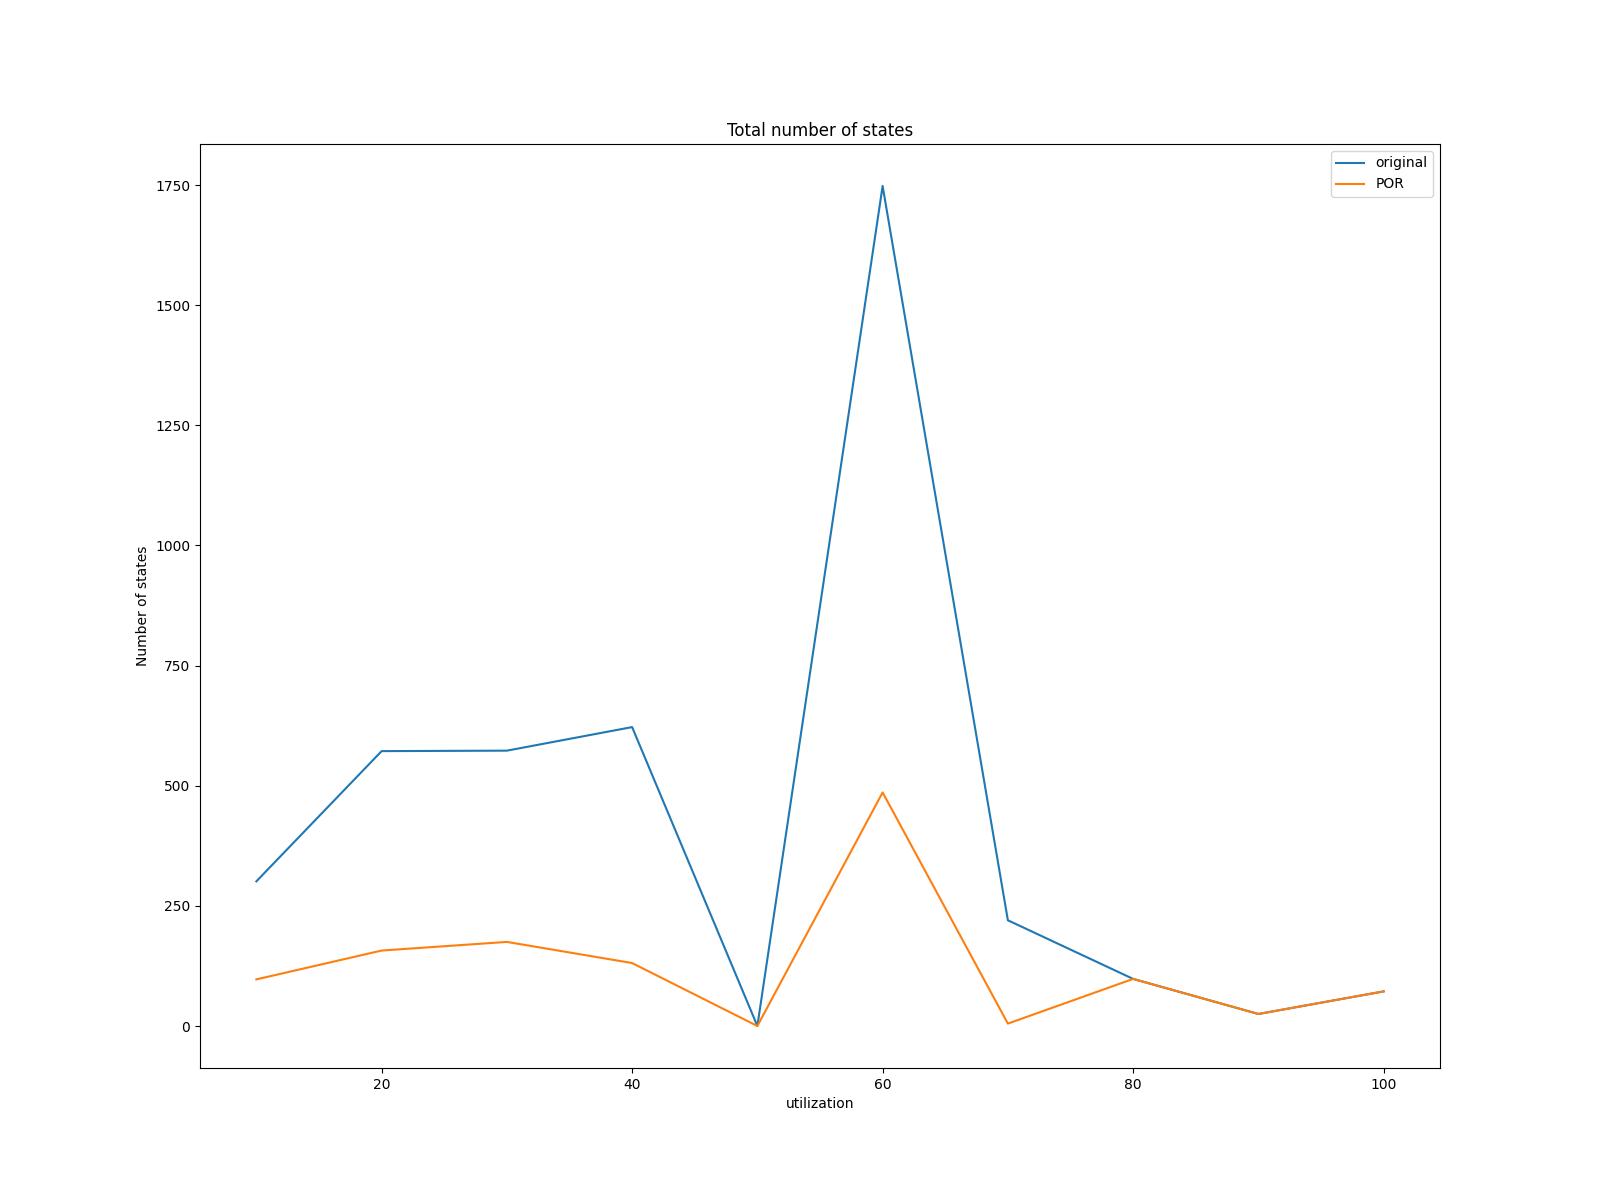 Total number of states
original
POR
1750
1500
1250
1000
750
500
250
0
Number of states
20 40 60 80 100
utilization